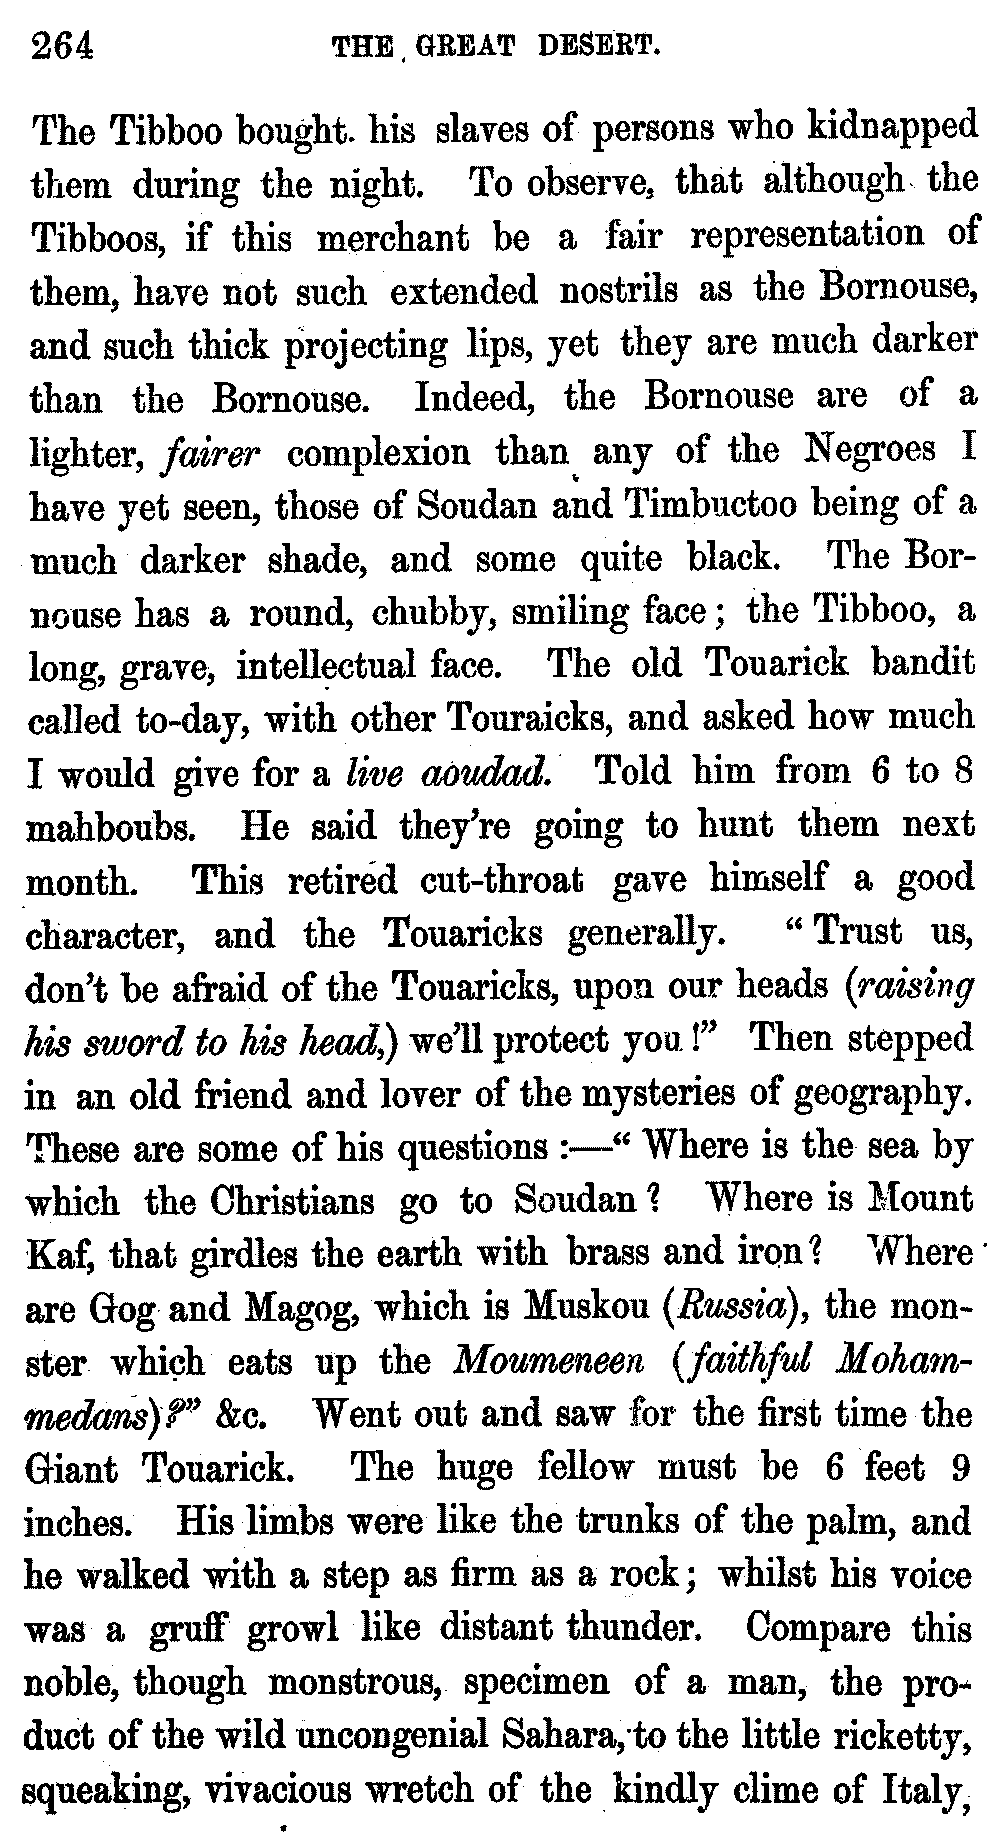 264 THE GREAT DESERT.
The Tibboo bought his slaves of persons who kidnapped
them during the night. To observe, that although the
Tibboos, if this merchant be a fair representation of
them, have not such extended nostrils as the Bornouse,
and such thick projecting lips, yet they are much darker
than the Bornouse. Indeed, the Bornouse are of a
lighter, fairer complexion than any of the Negroes I
have yet seen, those of Soudan and Timbuctoo being of a
much darker shade, and some quite black. The Bor-
nouse has a round, chubby, smiling face; the Tibboo, a
long, grave, intellectual face. The old Touarick bandit
called to-day, with other Touraicks, and asked how much
I would give for a live aoudad. Told him from 6 to 8
mahboubs. He said they're going to hunt them next
month. This retired cut-throat gave himself a good
character, and the Touaricks generally. "Trust us,
don't be afraid of the Touaricks, upon our heads (raising
his sword to his head,) we'll protect you!" Then stepped
in an old friend and lover of the mysteries of geography.
These are some of his questions:—"Where is the sea by
which the Christians go to Soudan? Where is Mount
Kaf, that girdles the earth with brass and iron? Where
are Gog and Magog, which is Muskou (Russia), the mon-
ster which eats up the Moumeneen (faithful Moham-
medans)?" &c. Went out and saw for the first time the
Giant Touarick. The huge fellow must be 6 feet 9
inches. His limbs were like the trunks of the palm, and
he walked with a step as firm as a rock; whilst his voice
was a gruff growl like distant thunder. Compare this
noble, though monstrous, specimen of a man, the pro-
duct of the wild uncongenial Sahara, to the little ricketty,
squeaking, vivacious wretch of the kindly clime of Italy,